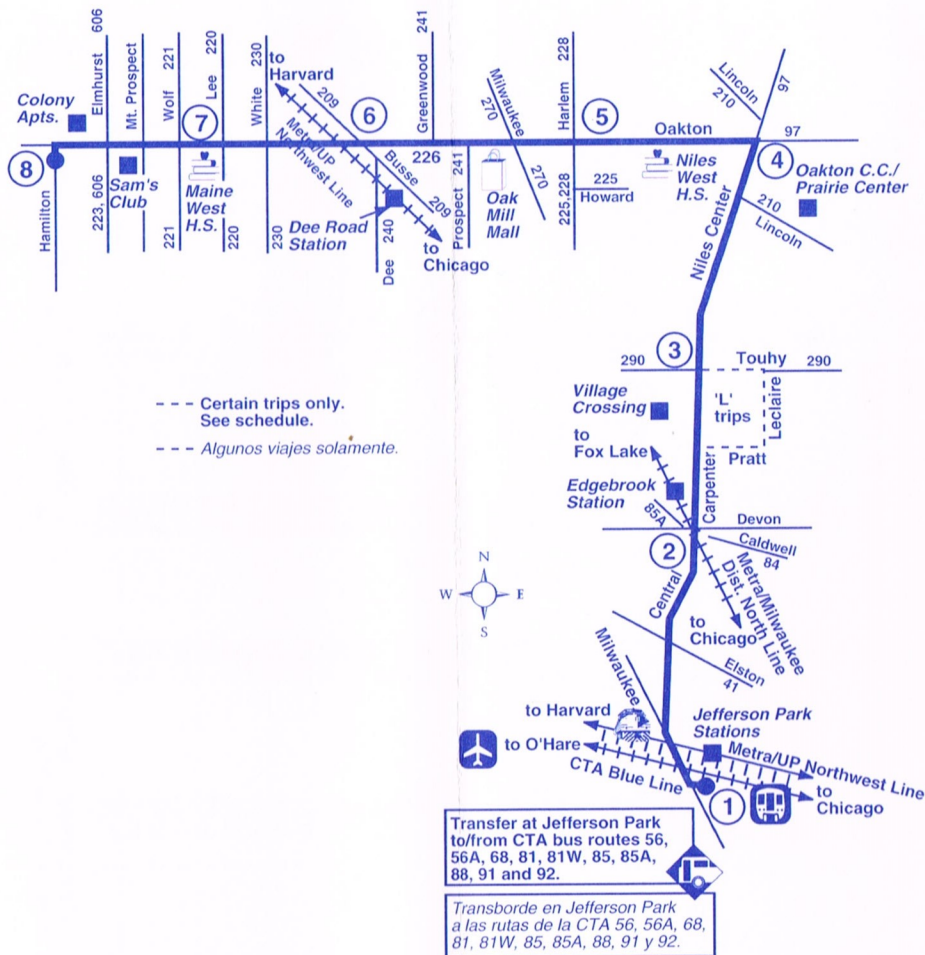 606
Elmhurst
Mt. Prospect
221
Wolf
220
Lee
230
White
to
Harvard
209
241
Greenwood
Milwaukee
270
228
Harlem
Lincoln
210
97
Colony
Apts.
7
6
5
Oakton
97
8
226
4
Hamilton
223, 606
Sam's
Club
221
Maine
West
H.S.
220
230
Metra/UP
Northwest Line
Busse
209
Dee Road
Station
240
Dee
to
Chicago
241
Prospect
Oak
Mill
Mall
270
225,228
225
Howard
Niles
West
H.S.
Oakton C.C./
Prairie Center
210
Lincoln
Niles Center
3
290
Touhy
290
'L'
trips
Leclaire
Pratt
Village
Crossing
to
Fox Lake
Carpenter
Edgebrook
Station
85A
Devon
2
Caldwell
84
Metra/Milwaukee
Dist. North Line
Central
to
Chicago
--- Certain trips only.
See schedule.
--- Algunos viajes solamente.
N
W
E
S
Elston
41
Milwaukee
to Harvard
Jefferson Park
Stations
to O'Hare
Metra/UP Northwest Line
CTA Blue Line
1
to
Chicago
Transfer at Jefferson Park
to/from CTA bus routes 56,
56A, 68, 81, 81W, 85, 85A,
88, 91 and 92.
Transborde en Jefferson Park
a las rutas de la CTA 56, 56A, 68,
81, 81W, 85, 85A, 88, 91 y 92.